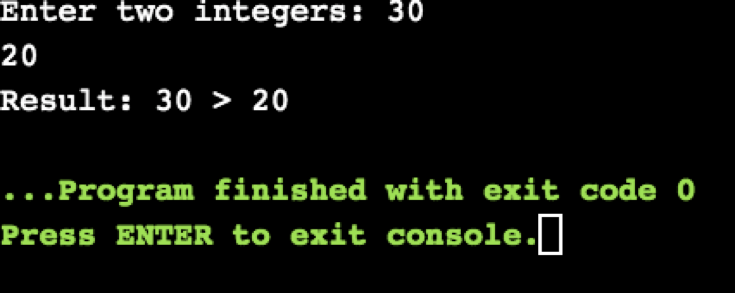 Enter two integers: 30
20
Result: 30 > 20
...Program finished with exit code 0
Press ENTER to exit console.